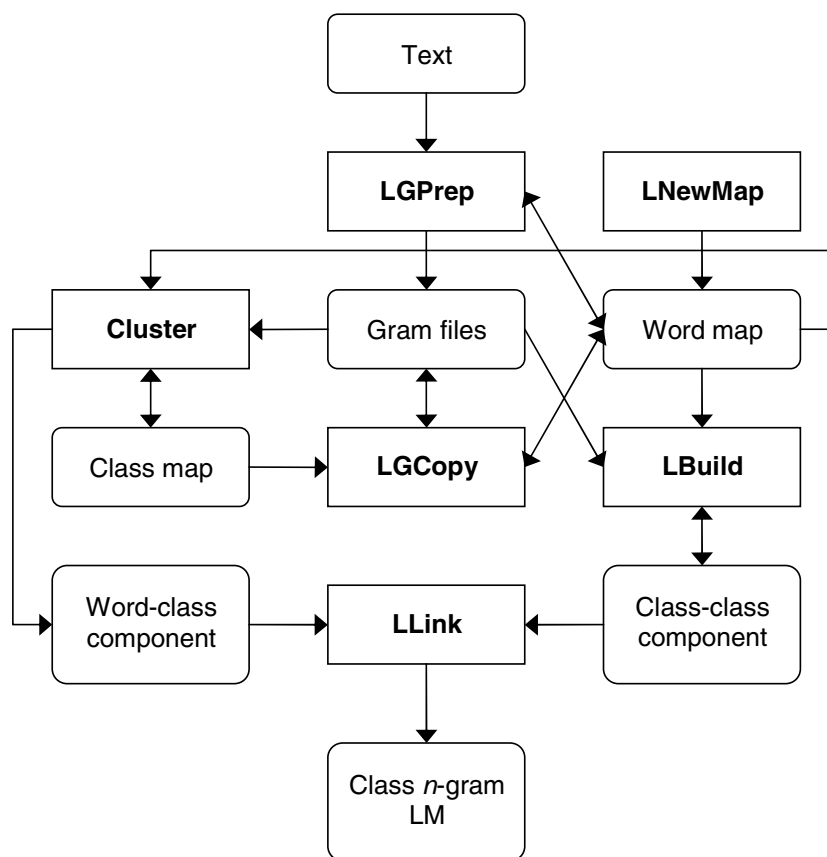 Text
LGPrep
LNewMap
Cluster
Gram files
Word map
Class map
LGCopy
LBuild
Word-class
component
LLink
Class-class
component
Class n-gram
LM